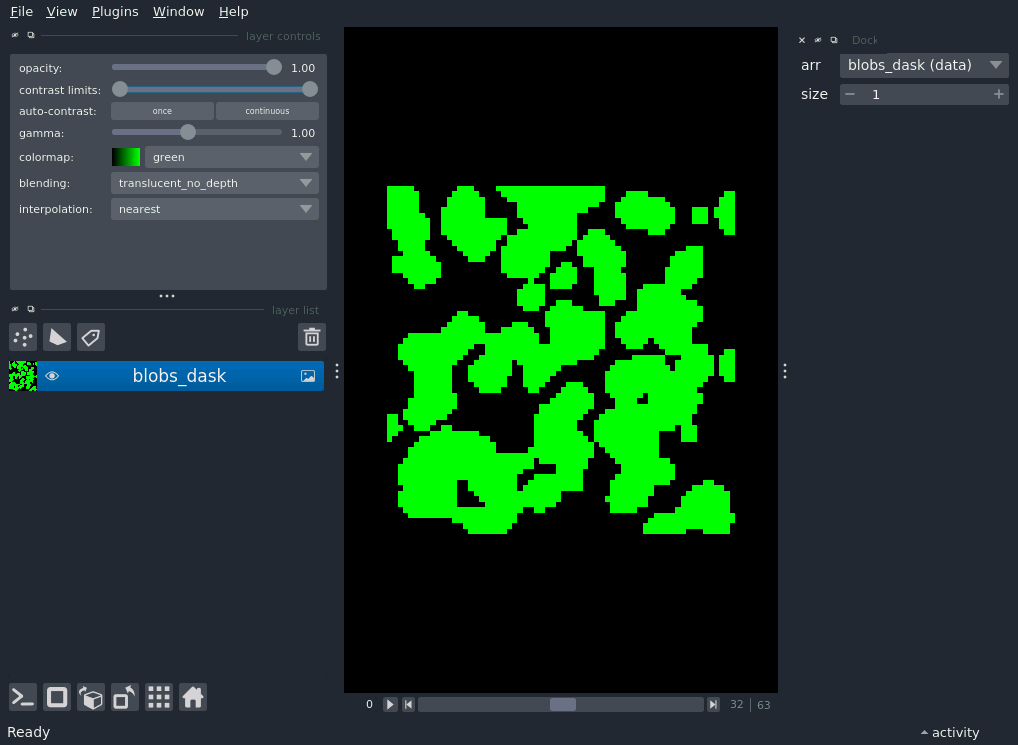 File View Plugins Window Help
layer controls
opacity: 1.00
contrast limits:
auto-contrast: once continuous
gamma: 1.00
colormap: green
blending: translucent_no_depth
interpolation: nearest
layer list
blobs_dask
Dock
arr blobs_dask (data)
size 1
0 32 63
Ready
activity